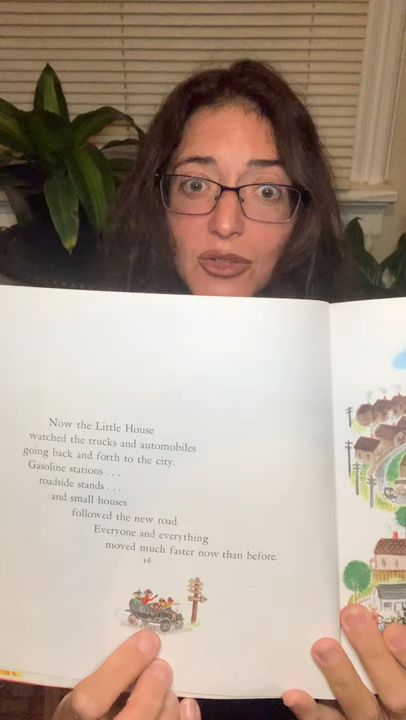 Now the Little House
watched the trucks and automobiles
going back and forth to the city.
Gasoline stations . . .
roadside stands . . .
and small houses
followed the new road.
Everyone and everything
moved much faster now than before.
16